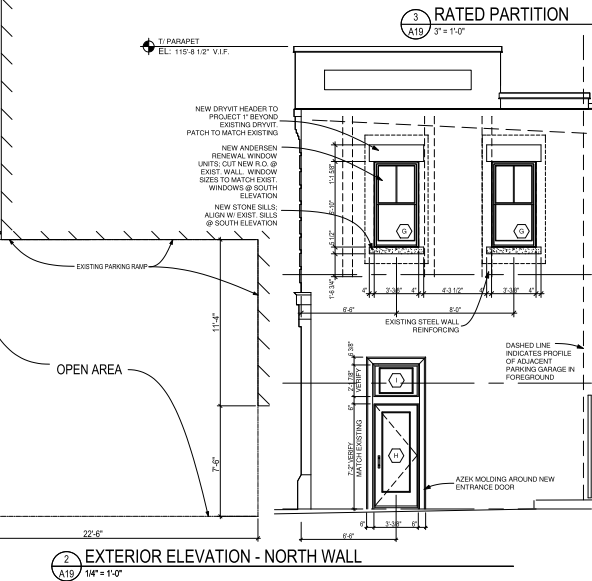 3
A19
RATED PARTITION
3" = 1'-0"
T/ PARAPET
EL: 115'-8 1/2" V.I.F.
NEW DRYVIT HEADER TO
PROJECT 1" BEYOND
EXISTING DRYVIT.
PATCH TO MATCH EXISTING
NEW ANDERSEN
RENEWAL WINDOW
UNITS; CUT NEW R.O. @
EXIST. WALL. WINDOW
SIZES TO MATCH EXIST.
WINDOWS @ SOUTH
ELEVATION
NEW STONE SILLS;
ALIGN W/ EXIST. SILLS
@ SOUTH ELEVATION
1'-1 5/8"
5'-10"
5 1/2"
1'-6 3/4"
G
G
EXISTING PARKING RAMP
4"
3'-3/8"
4"
4'-3 1/2"
4"
3'-3/8"
4"
6'-6"
8'-0"
EXISTING STEEL WALL
REINFORCING
11'-4"
OPEN AREA
DASHED LINE
INDICATES PROFILE
OF ADJACENT
PARKING GARAGE IN
FOREGROUND
6 3/8"
2'-1 7/8"
VERIFY
6"
7'-2" VERIFY
MATCH EXISTING
I
H
7'-6"
AZEK MOLDING AROUND NEW
ENTRANCE DOOR
6"
3'-3/8"
6"
22'-6"
6'-6"
2
A19
EXTERIOR ELEVATION - NORTH WALL
1/4" = 1'-0"